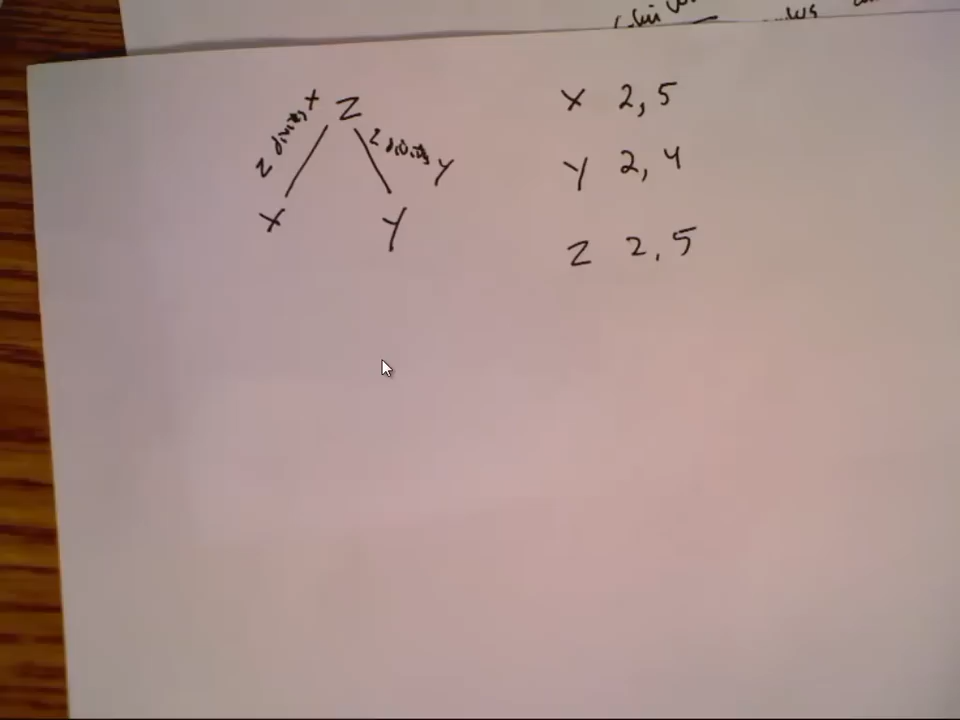 Z
Z divides X
Z divides Y
X
Y
X 2,5
Y 2,4
Z 2,5